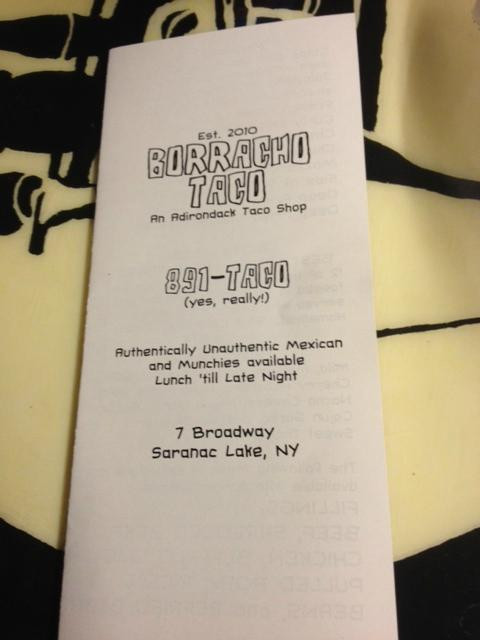 Est. 2010
BORRACHO
TACO
An Adirondack Taco Shop
891-TACO
(yes, really!)
Authentically Unauthentic Mexican
and Munchies available
Lunch 'till Late Night
7 Broadway
Saranac Lake, NY